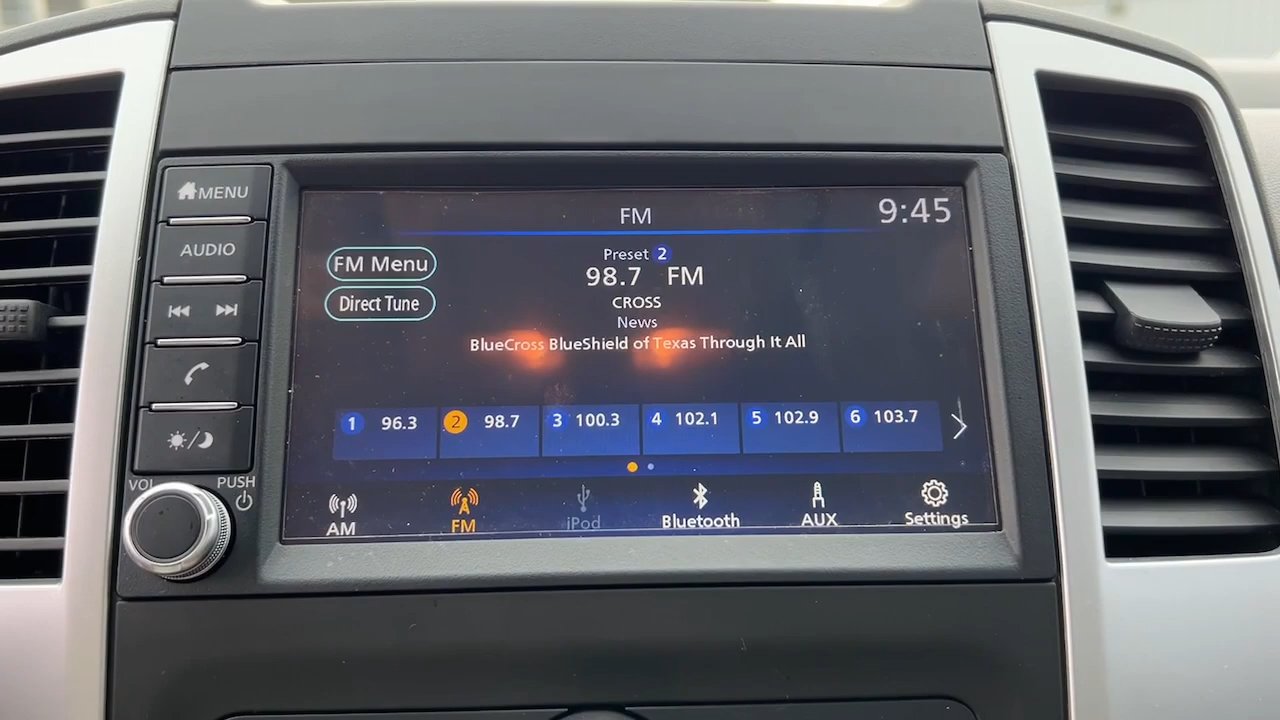 MENU
AUDIO
VOL
PUSH
FM
9:45
FM Menu
Direct Tune
Preset 2
98.7 FM
CROSS
News
BlueCross BlueShield of Texas Through It All
1 96.3
2 98.7
3 100.3
4 102.1
5 102.9
6 103.7
AM
FM
iPod
Bluetooth
AUX
Settings